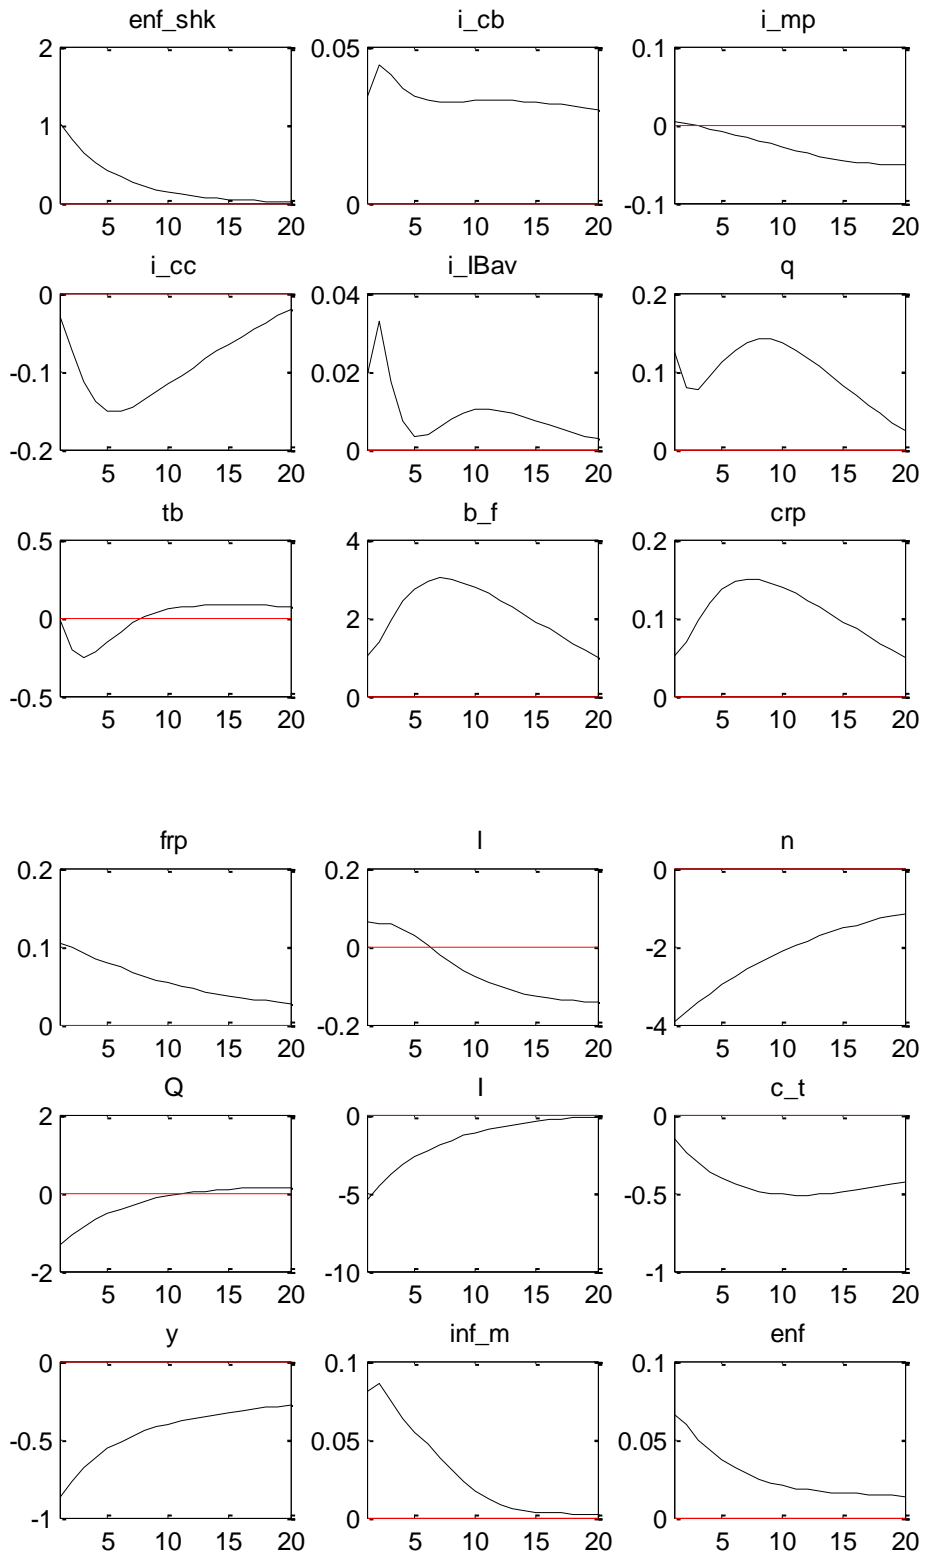 enf_shk i_cb i_mp
2 0.05 0.1
1 0
0 0 -0.1
5 10 15 20 5 10 15 20 5 10 15 20
i_cc i_IBav q
0 0.04 0.2
-0.1 0.02 0.1
-0.2 0 0
5 10 15 20 5 10 15 20 5 10 15 20
tb b_f crp
0.5 4 0.2
0 2 0.1
-0.5 0 0
5 10 15 20 5 10 15 20 5 10 15 20
frp l n
0.2 0.2 0
0.1 0 -2
0 -0.2 -4
5 10 15 20 5 10 15 20 5 10 15 20
Q I c_t
2 0 0
0 -5 -0.5
-2 -10 -1
5 10 15 20 5 10 15 20 5 10 15 20
y inf_m enf
0 0.1 0.1
-0.5 0.05 0.05
-1 0 0
5 10 15 20 5 10 15 20 5 10 15 20